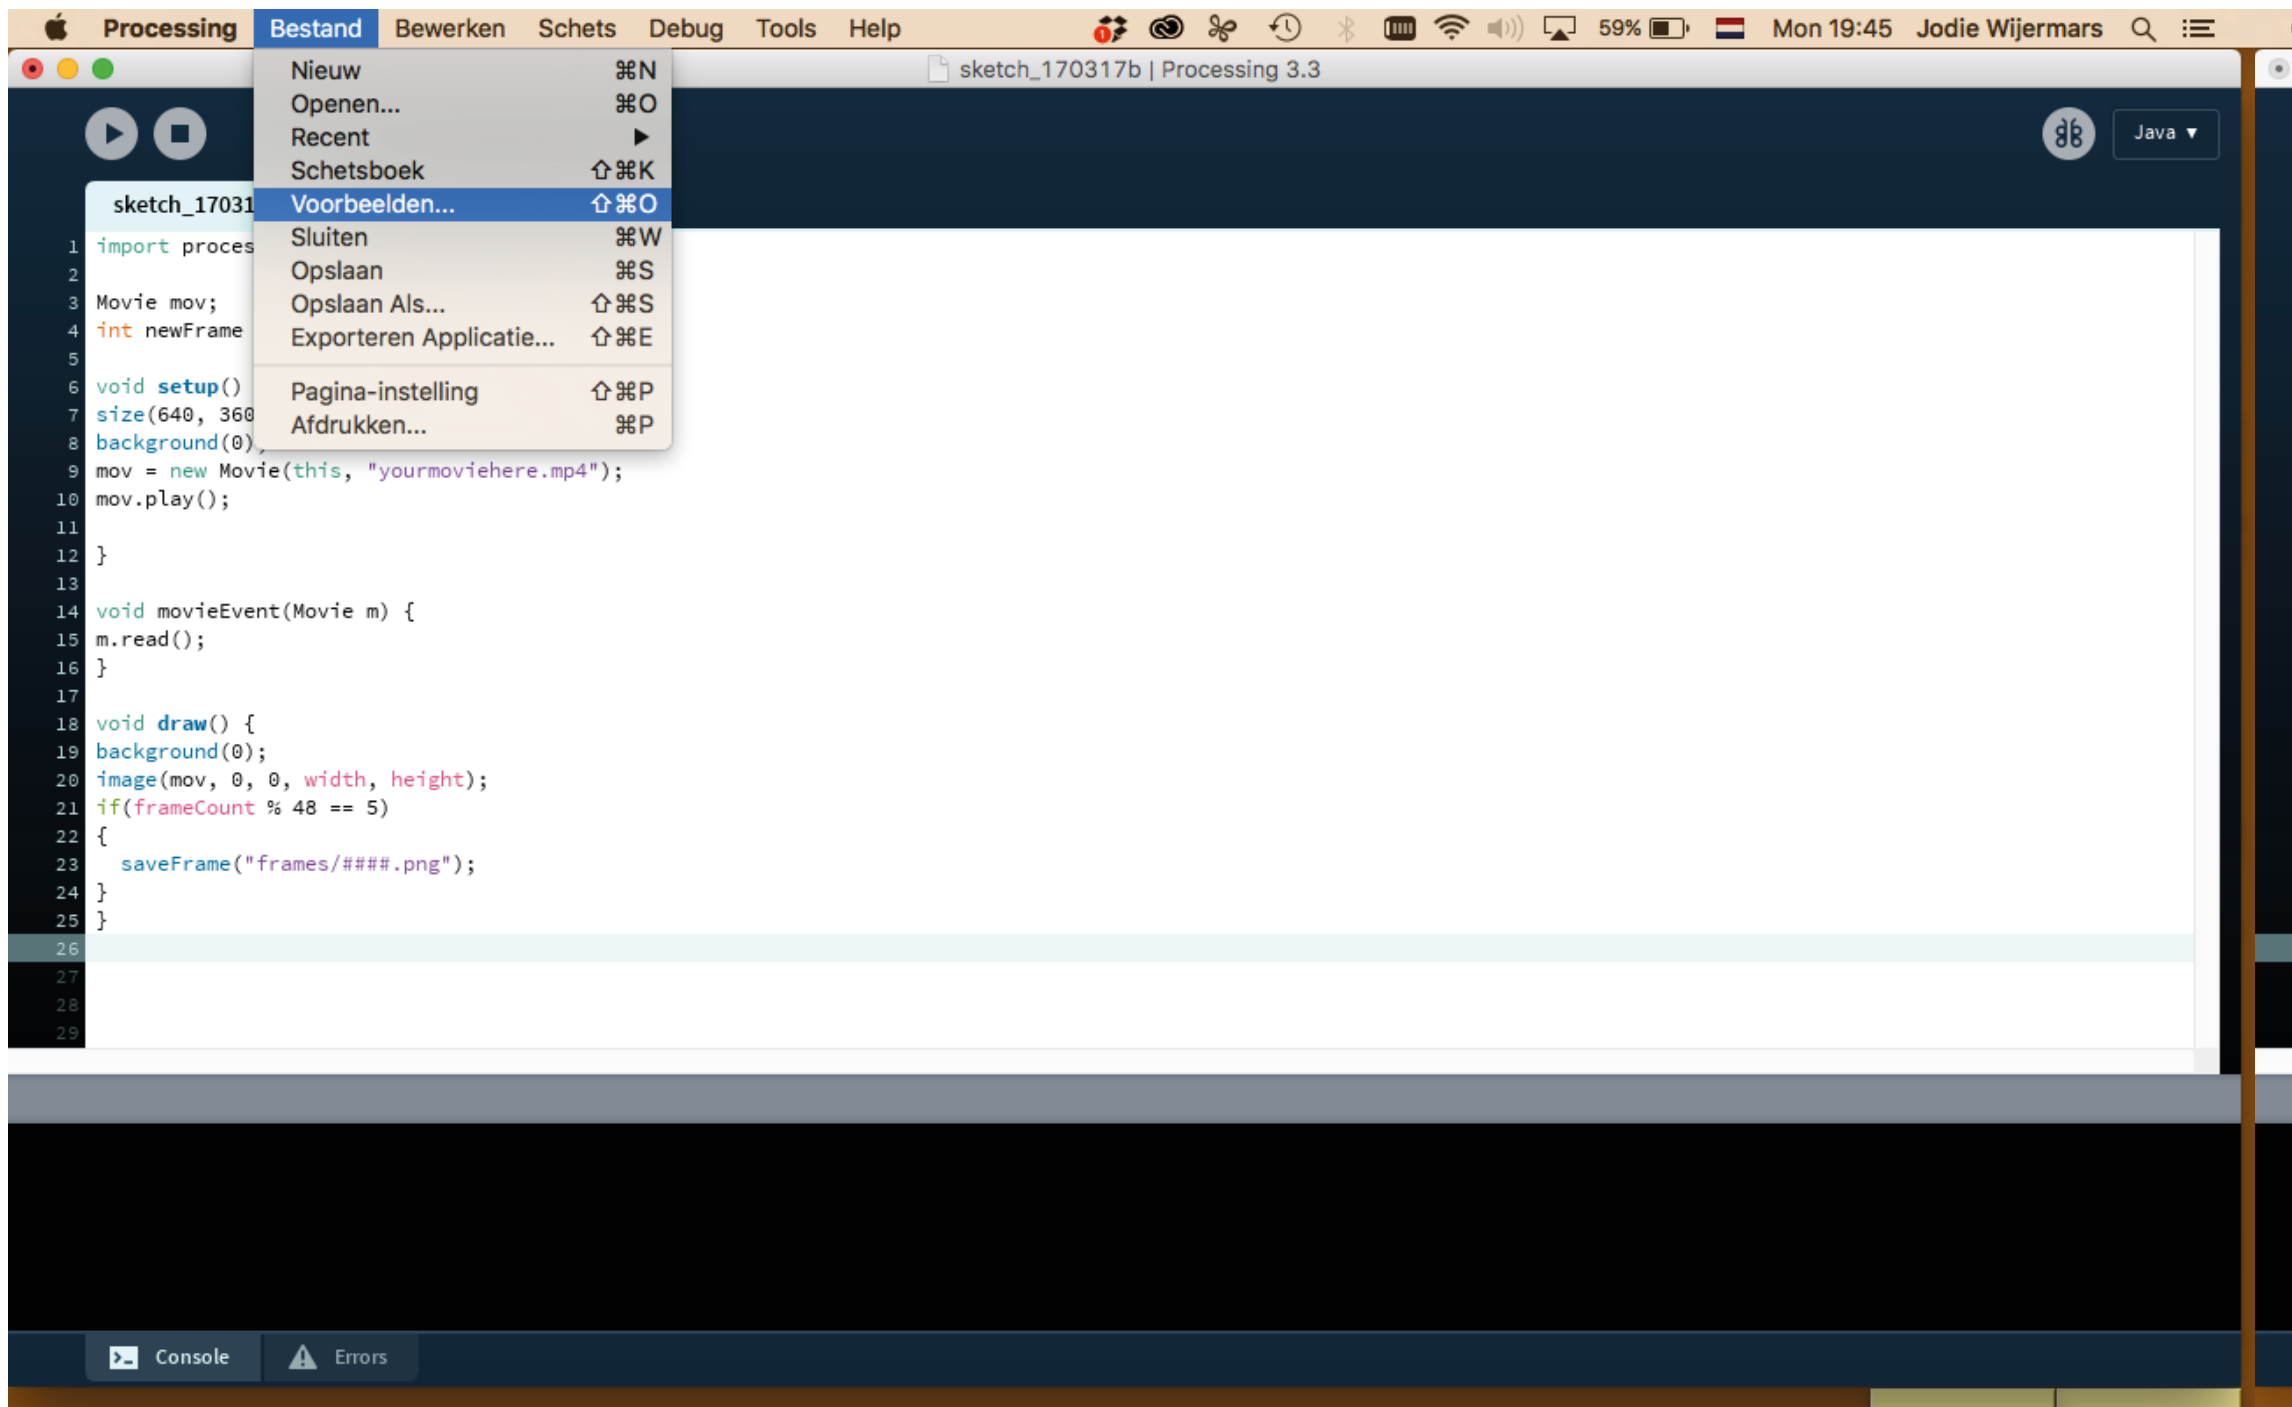 Processing Bestand Bewerken Schets Debug Tools Help 1 59% Mon 19:45 Jodie Wijermars
sketch_170317b | Processing 3.3
Nieuw ⌘N
Openen... ⌘O
Recent ▶
Schetsboek ⇧⌘K
Voorbeelden... ⇧⌘O
Sluiten ⌘W
Opslaan ⌘S
Opslaan Als... ⇧⌘S
Exporteren Applicatie... ⇧⌘E
Pagina-instelling ⇧⌘P
Afdrukken... ⌘P
Java ▼
sketch_17031
1 import proces
2
3 Movie mov;
4 int newFrame
5
6 void setup()
7 size(640, 360
8 background(0)
9 mov = new Movie(this, "yourmoviehere.mp4");
10 mov.play();
11
12 }
13
14 void movieEvent(Movie m) {
15 m.read();
16 }
17
18 void draw() {
19 background(0);
20 image(mov, 0, 0, width, height);
21 if(frameCount % 48 == 5)
22 {
23 saveFrame("frames/####.png");
24 }
25 }
26
27
28
29
Console Errors